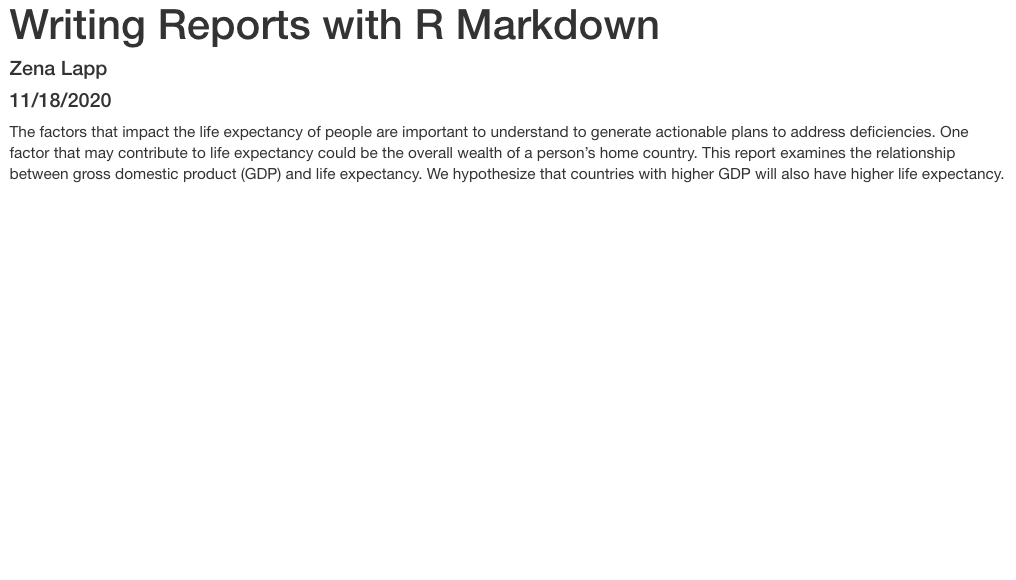 Writing Reports with R Markdown
Zena Lapp
11/18/2020
The factors that impact the life expectancy of people are important to understand to generate actionable plans to address deficiencies. One
factor that may contribute to life expectancy could be the overall wealth of a person’s home country. This report examines the relationship
between gross domestic product (GDP) and life expectancy. We hypothesize that countries with higher GDP will also have higher life expectancy.